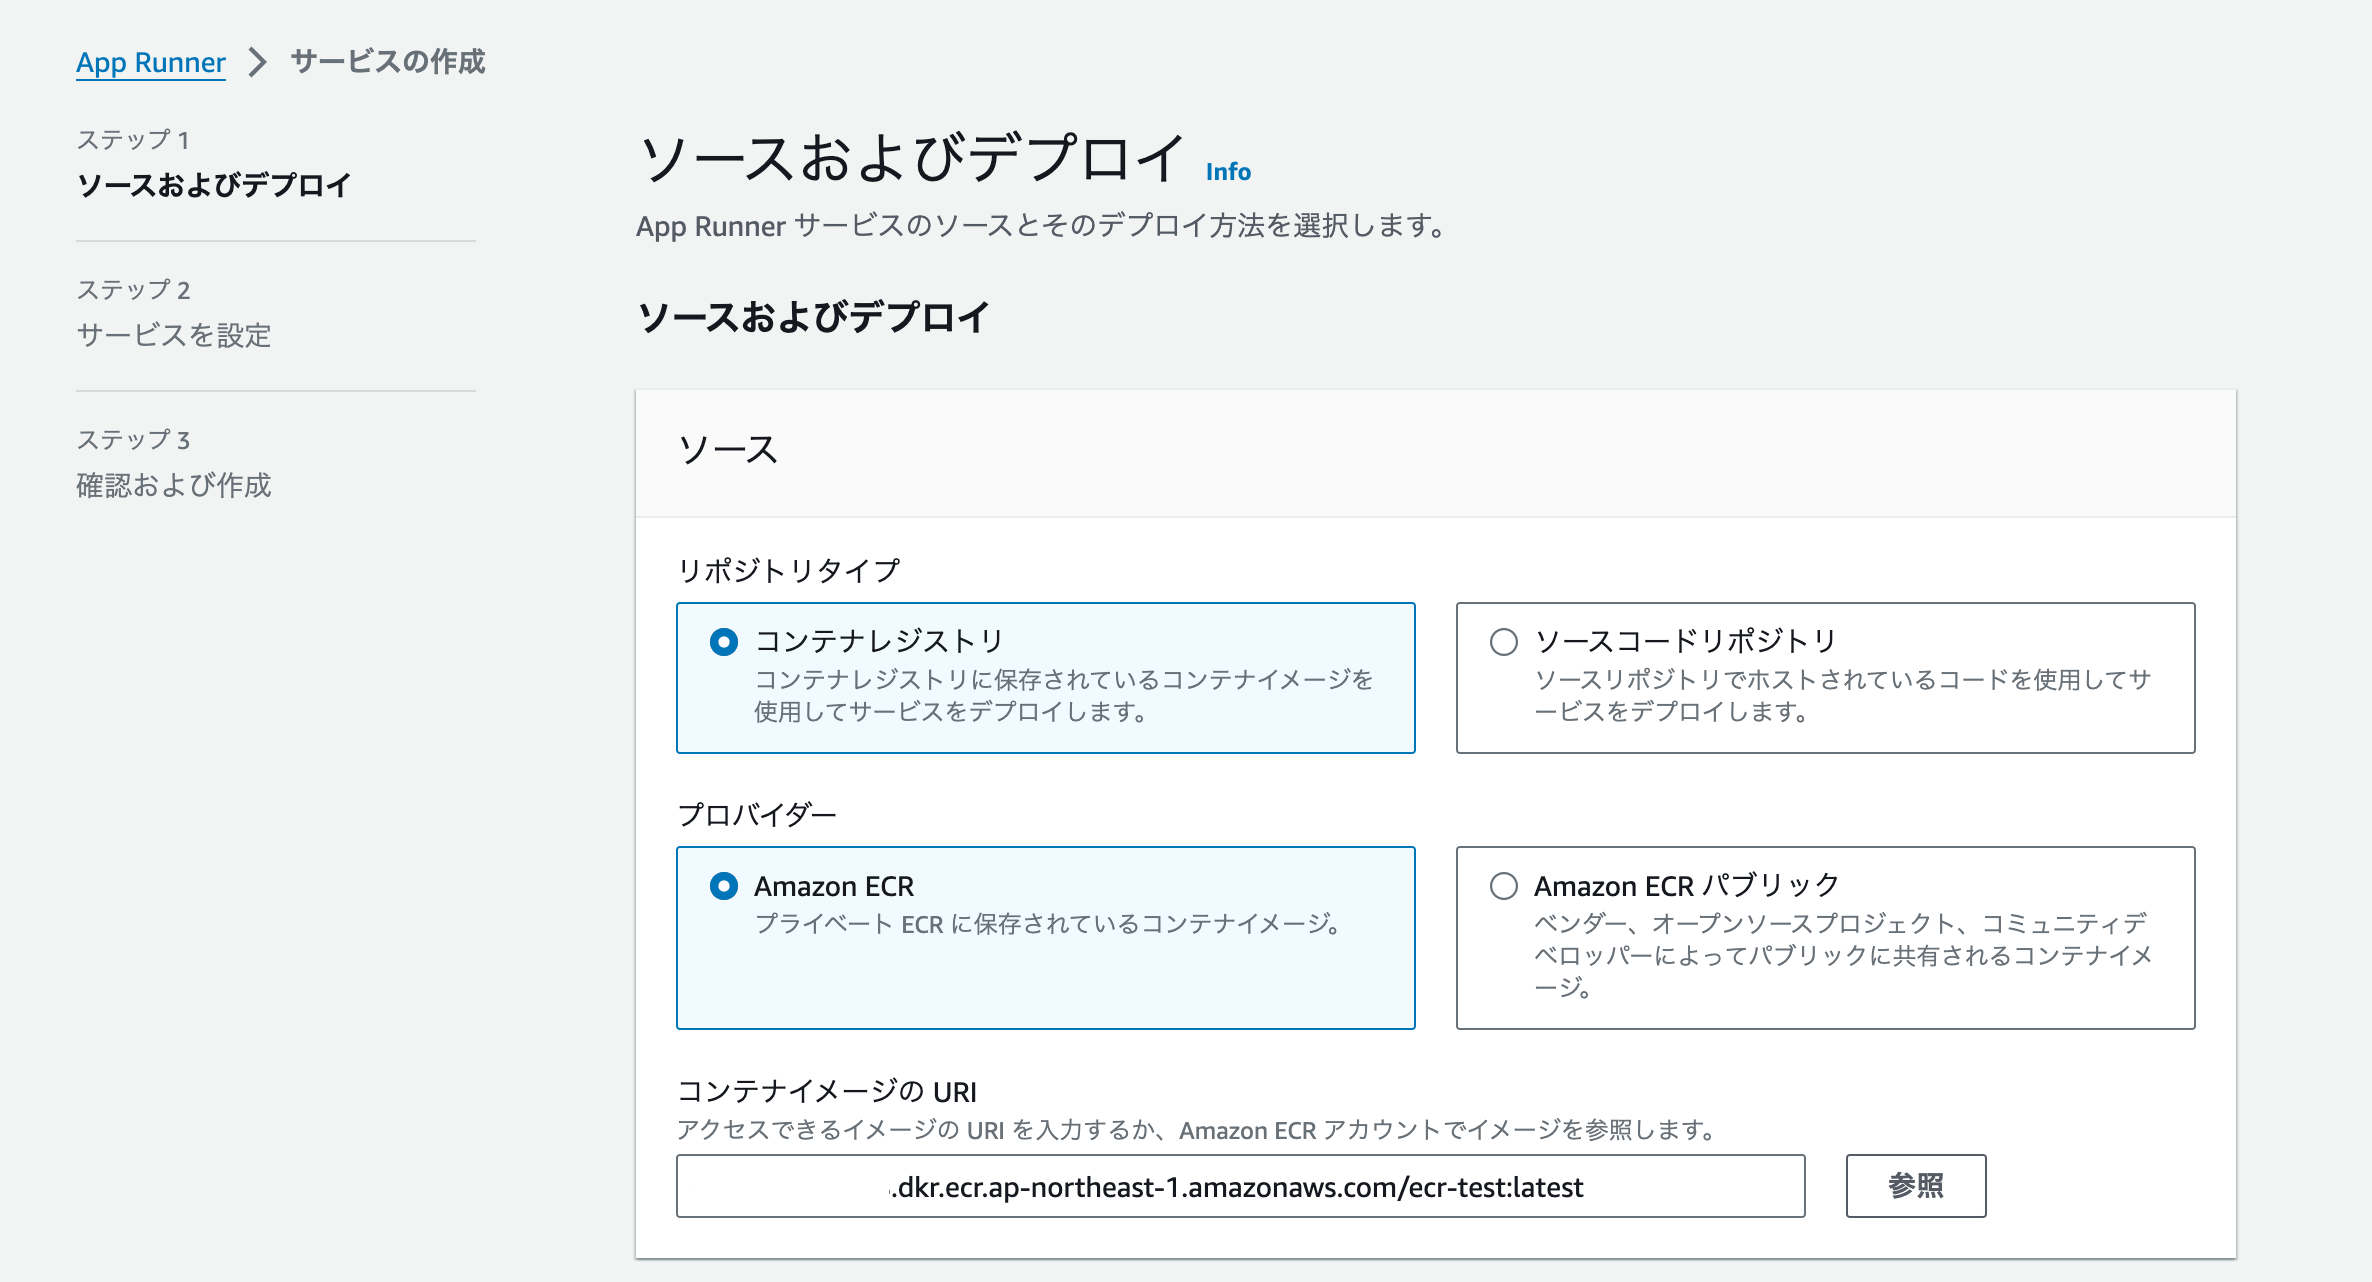 App Runner
サービスの作成
ステップ 1
ソースおよびデプロイ
ステップ 2
サービスを設定
ステップ 3
確認および作成
ソースおよびデプロイ Info
App Runner サービスのソースとそのデプロイ方法を選択します。
ソースおよびデプロイ
ソース
リポジトリタイプ
コンテナレジストリ
コンテナレジストリに保存されているコンテナイメージを
使用してサービスをデプロイします。
ソースコードリポジトリ
ソースリポジトリでホストされているコードを使用してサ
ービスをデプロイします。
プロバイダー
Amazon ECR
プライベート ECR に保存されているコンテナイメージ。
Amazon ECR パブリック
ベンダー、オープンソースプロジェクト、コミュニティデ
ベロッパーによってパブリックに共有されるコンテナイメ
ージ。
コンテナイメージの URI
アクセスできるイメージの URI を入力するか、Amazon ECR アカウントでイメージを参照します。
.dkr.ecr.ap-northeast-1.amazonaws.com/ecr-test:latest
参照